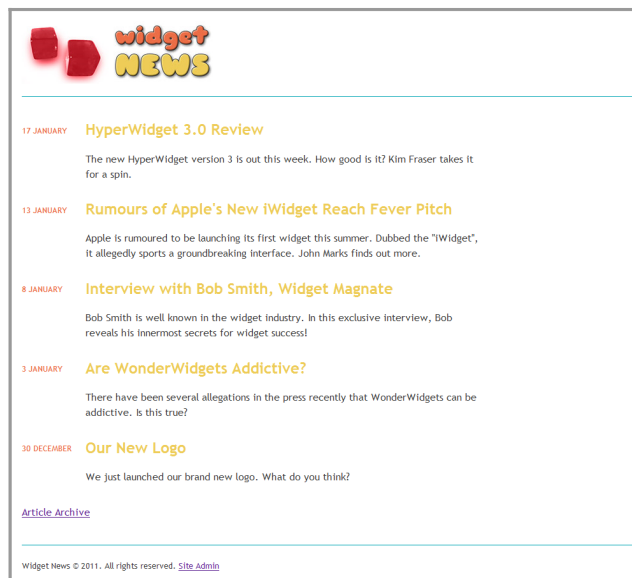 widget
NEWS
17 JANUARY
HyperWidget 3.0 Review
The new HyperWidget version 3 is out this week. How good is it? Kim Fraser takes it
for a spin.
13 JANUARY
Rumours of Apple's New iWidget Reach Fever Pitch
Apple is rumoured to be launching its first widget this summer. Dubbed the "iWidget",
it allegedly sports a groundbreaking interface. John Marks finds out more.
8 JANUARY
Interview with Bob Smith, Widget Magnate
Bob Smith is well known in the widget industry. In this exclusive interview, Bob
reveals his innermost secrets for widget success!
3 JANUARY
Are WonderWidgets Addictive?
There have been several allegations in the press recently that WonderWidgets can be
addictive. Is this true?
30 DECEMBER
Our New Logo
We just launched our brand new logo. What do you think?
Article Archive
Widget News © 2011. All rights reserved. Site Admin